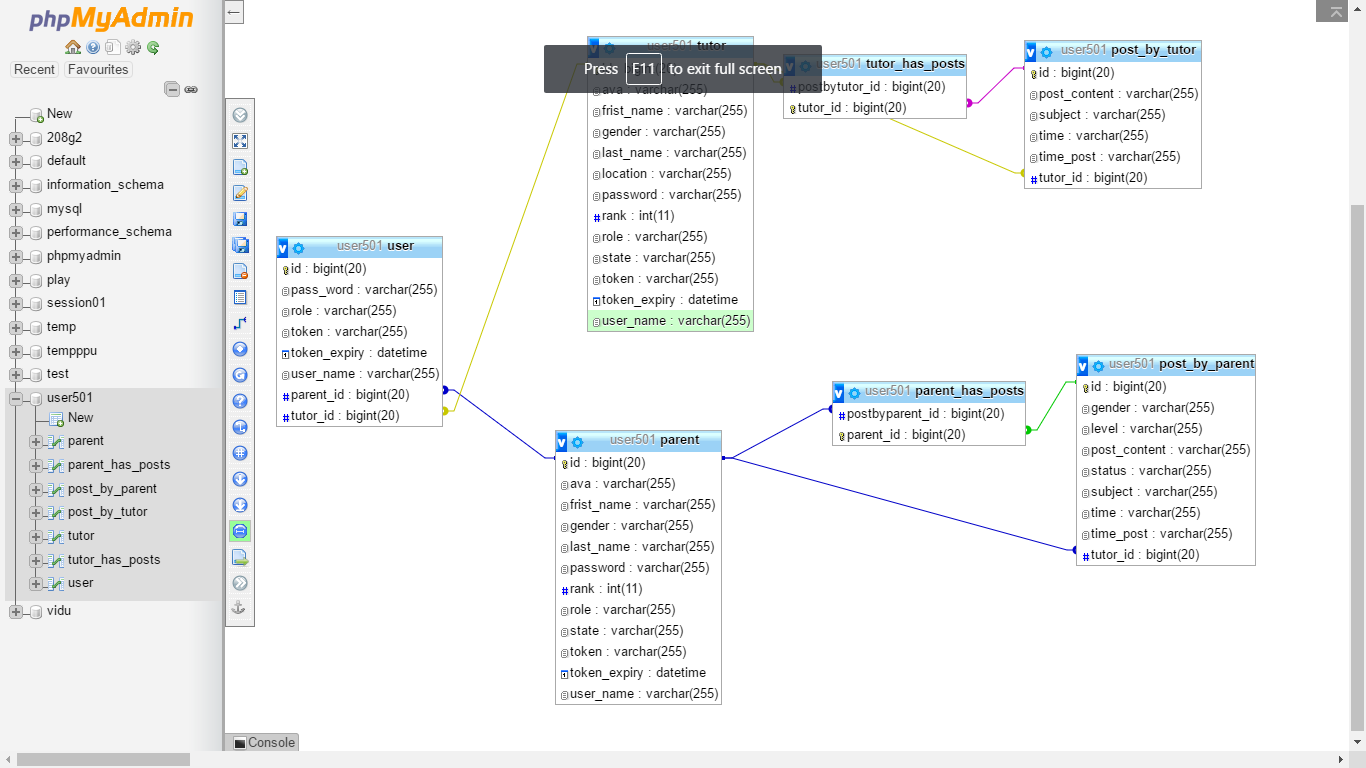 phpMyAdmin
Recent Favourites
New
208g2
default
information_schema
mysql
performance_schema
phpmyadmin
play
session01
temp
tempppu
test
user501
New
parent
parent_has_posts
post_by_parent
post_by_tutor
tutor
tutor_has_posts
user
vidu
Press F11 to exit full screen
user501 user
id : bigint(20)
pass_word : varchar(255)
role : varchar(255)
token : varchar(255)
token_expiry : datetime
user_name : varchar(255)
parent_id : bigint(20)
tutor_id : bigint(20)
user501 tutor
ava : varchar(255)
frist_name : varchar(255)
gender : varchar(255)
last_name : varchar(255)
location : varchar(255)
password : varchar(255)
rank : int(11)
role : varchar(255)
state : varchar(255)
token : varchar(255)
token_expiry : datetime
user_name : varchar(255)
user501 tutor_has_posts
postbytutor_id : bigint(20)
tutor_id : bigint(20)
user501 post_by_tutor
id : bigint(20)
post_content : varchar(255)
subject : varchar(255)
time : varchar(255)
time_post : varchar(255)
tutor_id : bigint(20)
user501 parent
id : bigint(20)
ava : varchar(255)
frist_name : varchar(255)
gender : varchar(255)
last_name : varchar(255)
password : varchar(255)
rank : int(11)
role : varchar(255)
state : varchar(255)
token : varchar(255)
token_expiry : datetime
user_name : varchar(255)
user501 parent_has_posts
postbyparent_id : bigint(20)
parent_id : bigint(20)
user501 post_by_parent
id : bigint(20)
gender : varchar(255)
level : varchar(255)
post_content : varchar(255)
status : varchar(255)
subject : varchar(255)
time : varchar(255)
time_post : varchar(255)
tutor_id : bigint(20)
Console